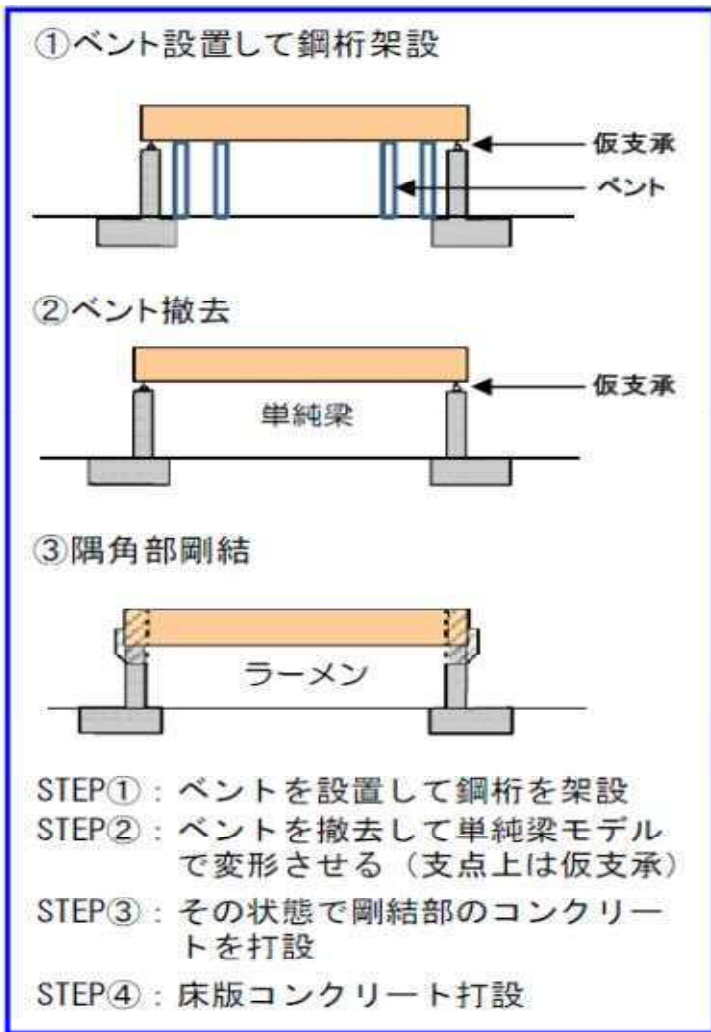 ①ベント設置して鋼桁架設
仮支承
ベント
②ベント撤去
仮支承
単純梁
③隅角部剛結
ラーメン
STEP①：ベントを設置して鋼桁を架設
STEP②：ベントを撤去して単純梁モデル
で変形させる（支点上は仮支承）
STEP③：その状態で剛結部のコンクリー
トを打設
STEP④：床版コンクリート打設